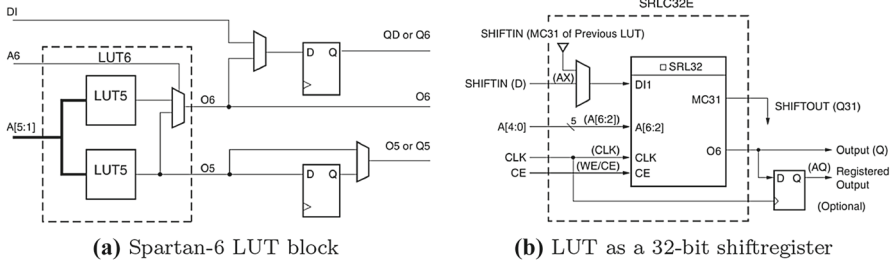 DI
QD or Q6
D Q
A6
LUT6
LUT5
O6
O6
A[5:1]
LUT5
O5
O5 or Q5
D Q
(a) Spartan-6 LUT block
SRLC32E
SHIFTIN (MC31 of Previous LUT)
SRL32
SHIFTIN (D)
(AX)
DI1
MC31
SHIFTOUT (Q31)
A[4:0]
5
(A[6:2])
A[6:2]
(CLK)
O6
Output (Q)
CLK
CLK
(WE/CE)
(AQ)
CE
CE
D Q
Registered
Output
(Optional)
(b) LUT as a 32-bit shiftregister